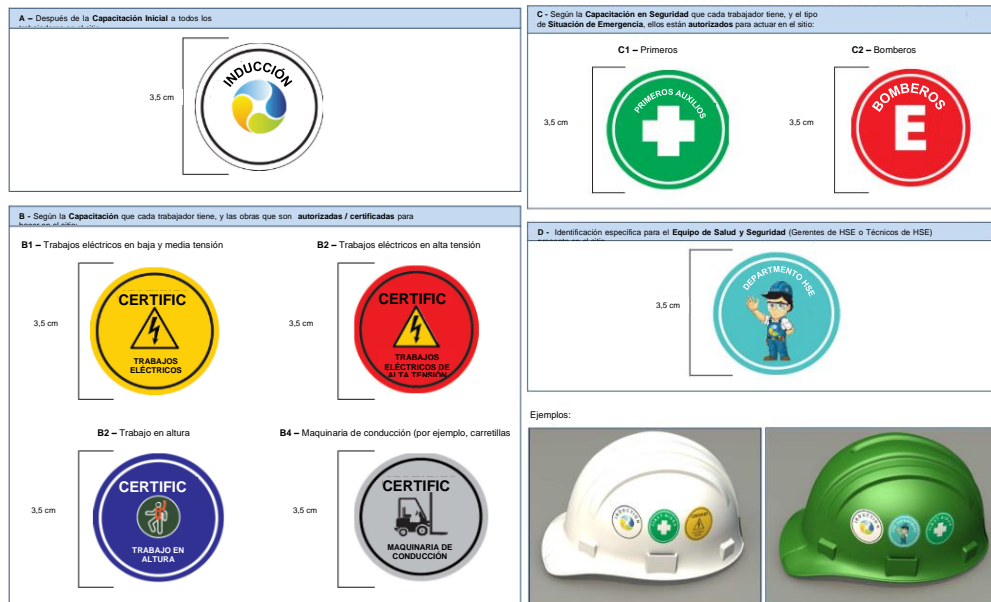 A – Después de la Capacitación Inicial a todos los
3,5 cm
INDUCCIÓN
B - Según la Capacitación que cada trabajador tiene, y las obras que son autorizadas / certificadas para
B1 – Trabajos eléctricos en baja y media tensión
3,5 cm
CERTIFIC
TRABAJOS
ELÉCTRICOS
B2 – Trabajos eléctricos en alta tensión
3,5 cm
CERTIFIC
TRABAJOS
ELÉCTRICOS DE
ALTA TENSIÓN
B2 – Trabajo en altura
3,5 cm
CERTIFIC
TRABAJO EN
ALTURA
B4 – Maquinaria de conducción (por ejemplo, carretillas
3,5 cm
CERTIFIC
MAQUINARIA DE
CONDUCCIÓN
C - Según la Capacitación en Seguridad que cada trabajador tiene, y el tipo
de Situación de Emergencia, ellos están autorizados para actuar en el sitio:
C1 – Primeros
3,5 cm
PRIMEROS AUXILIOS
C2 – Bomberos
3,5 cm
BOMBEROS
E
D - Identificación específica para el Equipo de Salud y Seguridad (Gerentes de HSE o Técnicos de HSE)
3,5 cm
DEPARTMENTO HSE
Ejemplos: